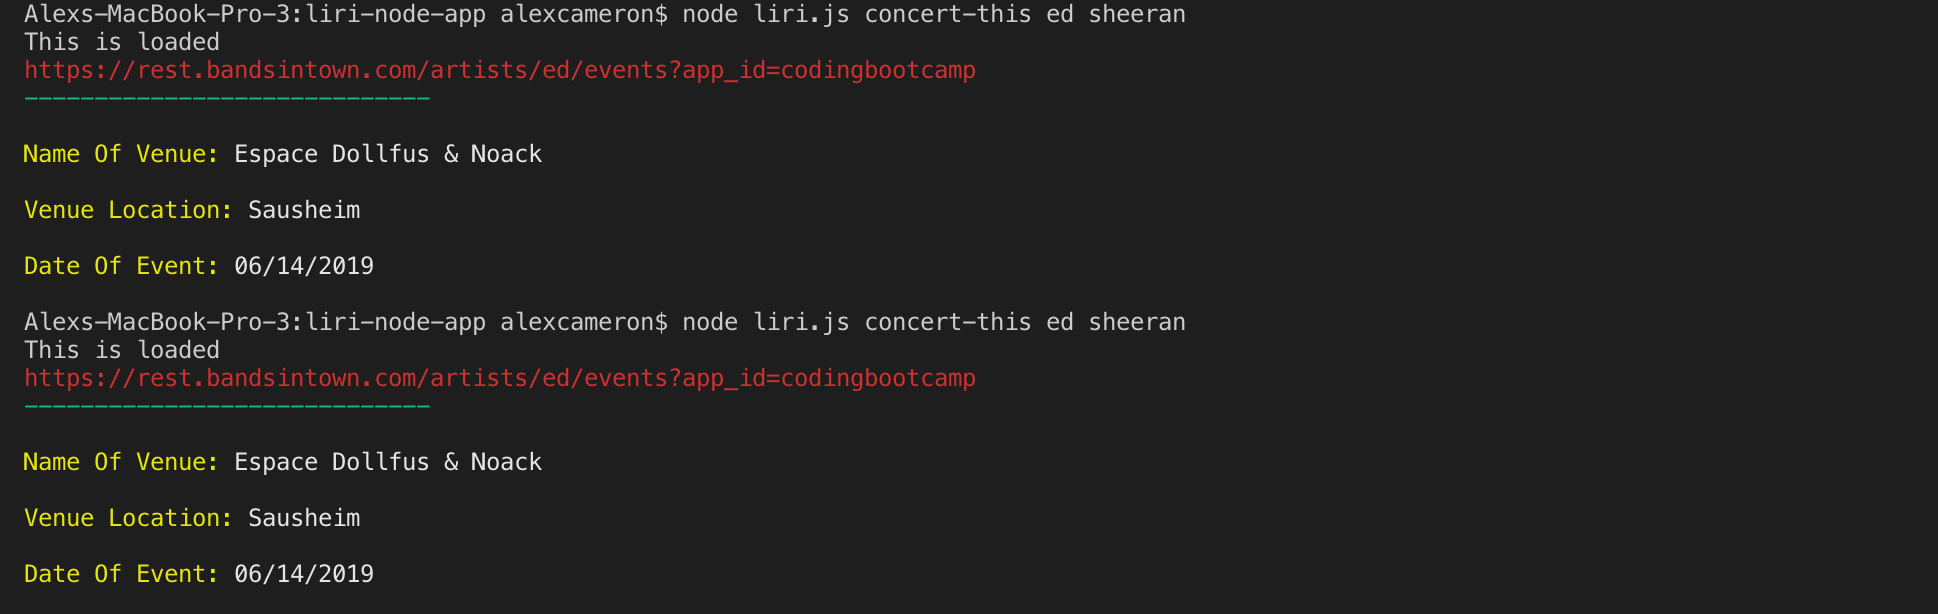 Alexs-MacBook-Pro-3:liri-node-app alexcameron$ node liri.js concert-this ed sheeran
This is loaded
https://rest.bandsintown.com/artists/ed/events?app_id=codingbootcamp
-----------------------------
Name Of Venue: Espace Dollfus & Noack
Venue Location: Sausheim
Date Of Event: 06/14/2019
Alexs-MacBook-Pro-3:liri-node-app alexcameron$ node liri.js concert-this ed sheeran
This is loaded
https://rest.bandsintown.com/artists/ed/events?app_id=codingbootcamp
-----------------------------
Name Of Venue: Espace Dollfus & Noack
Venue Location: Sausheim
Date Of Event: 06/14/2019